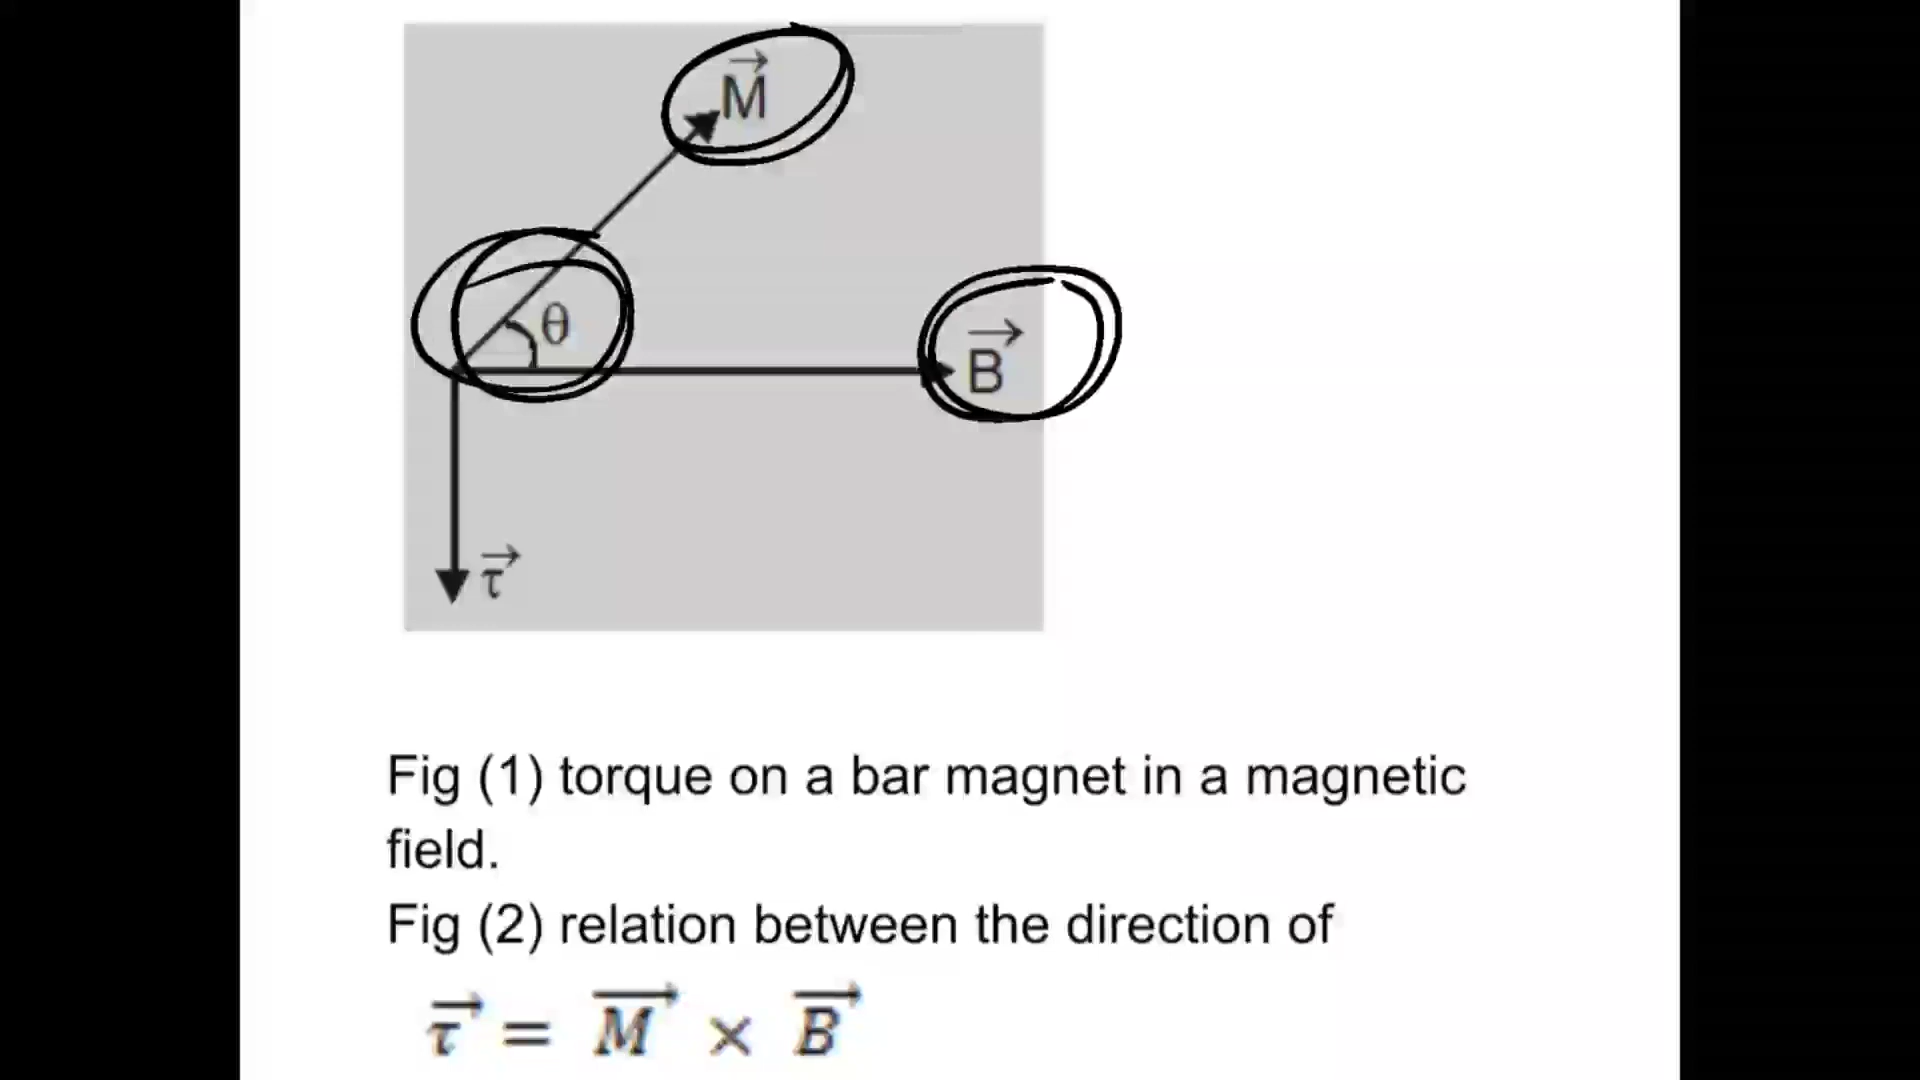 M⃗
θ
B⃗
τ⃗
Fig (1) torque on a bar magnet in a magnetic
field.
Fig (2) relation between the direction of
τ⃗ = M⃗ × B⃗